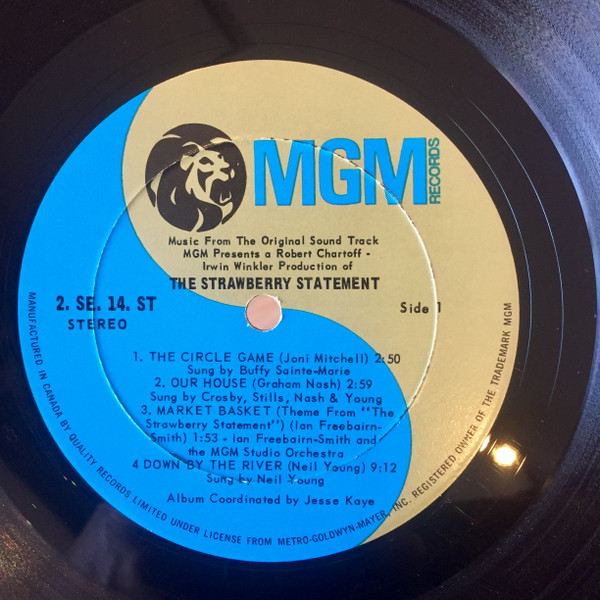 MGM
RECORDS
Music From The Original Sound Track
MGM Presents a Robert Chartoff -
Irwin Winkler Production of
THE STRAWBERRY STATEMENT
2. SE. 14. ST
STEREO
Side 1
1. THE CIRCLE GAME (Joni Mitchell) 2:50
Sung by Buffy Sainte-Marie
2. OUR HOUSE (Graham Nash) 2:59
Sung by Crosby, Stills, Nash & Young
3. MARKET BASKET (Theme From "The
Strawberry Statement") (Ian Freebairn-
Smith) 1:53 - Ian Freebairn-Smith and
the MGM Studio Orchestra
4 DOWN BY THE RIVER (Neil Young) 9:12
Sung by Neil Young
Album Coordinated by Jesse Kaye
MANUFACTURED IN CANADA BY QUALITY RECORDS LIMITED UNDER LICENSE FROM METRO-GOLDWYN-MAYER, INC. REGISTERED OWNER OF THE TRADEMARK MGM